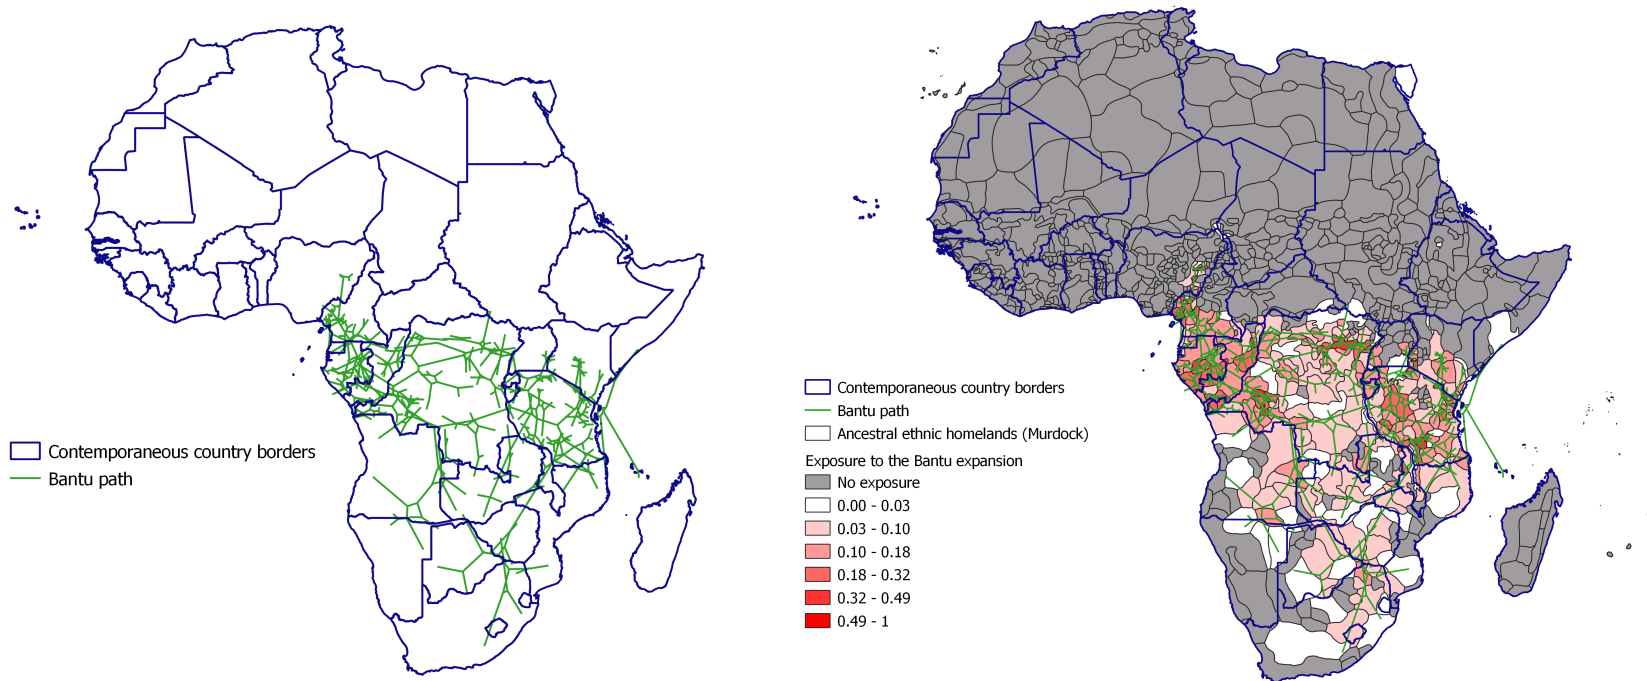 Contemporaneous country borders
Bantu path
Contemporaneous country borders
Bantu path
Ancestral ethnic homelands (Murdock)
Exposure to the Bantu expansion
No exposure
0.00 - 0.03
0.03 - 0.10
0.10 - 0.18
0.18 - 0.32
0.32 - 0.49
0.49 - 1